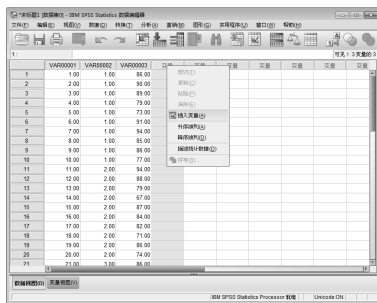 *未标题1 [数据集0] - IBM SPSS Statistics 数据编辑器
文件(F) 编辑(E) 视图(V) 数据(D) 转换(T) 分析(A) 直销(M) 图形(G) 实用程序(U) 窗口(W) 帮助(H)
1: 可见: 3 变量的 3
VAR00001 VAR00002 VAR00003 变量 变量 变量 变量 变量 变量
1 1.00 1.00 86.00
2 2.00 1.00 90.00
3 3.00 1.00 89.00
4 4.00 1.00 79.00
5 5.00 1.00 73.00
6 6.00 1.00 91.00
7 7.00 1.00 94.00
8 8.00 1.00 85.00
9 9.00 1.00 86.00
10 10.00 1.00 77.00
11 11.00 2.00 94.00
12 12.00 2.00 88.00
13 13.00 2.00 79.00
14 14.00 2.00 67.00
15 15.00 2.00 87.00
16 16.00 2.00 84.00
17 17.00 2.00 82.00
18 18.00 2.00 71.00
19 19.00 2.00 86.00
20 20.00 2.00 74.00
21 21.00 3.00 86.00
剪切(T)
复制(C)
粘贴(P)
清除(E)
插入变量(A)
升序排列(A)
降序排列(D)
描述统计数据(D)
拼写(S)...
数据视图(D) 变量视图(V)
IBM SPSS Statistics Processor 就绪 Unicode:ON